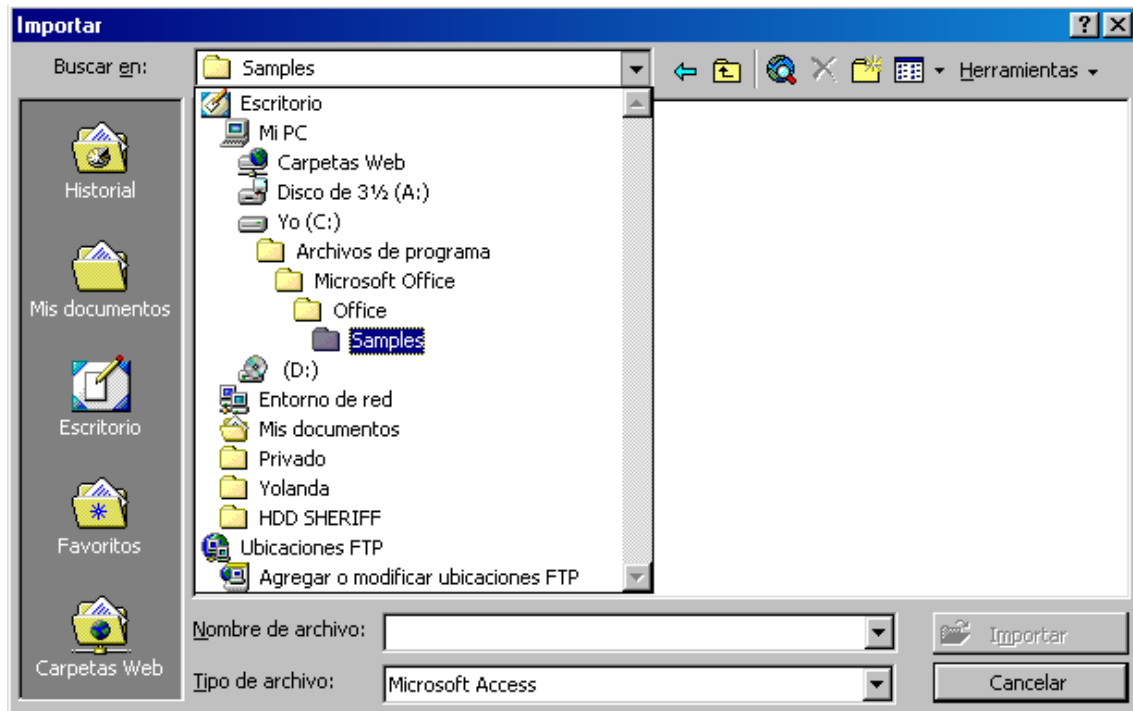 Importar
Buscar en:
Samples
Herramientas
Escritorio
Mi PC
Carpetas Web
Disco de 3½ (A:)
Yo (C:)
Archivos de programa
Microsoft Office
Office
Samples
(D:)
Entorno de red
Mis documentos
Privado
Yolanda
HDD SHERIFF
Ubicaciones FTP
Agregar o modificar ubicaciones FTP
Historial
Mis documentos
Escritorio
Favoritos
Carpetas Web
Nombre de archivo:
Importar
Tipo de archivo:
Microsoft Access
Cancelar